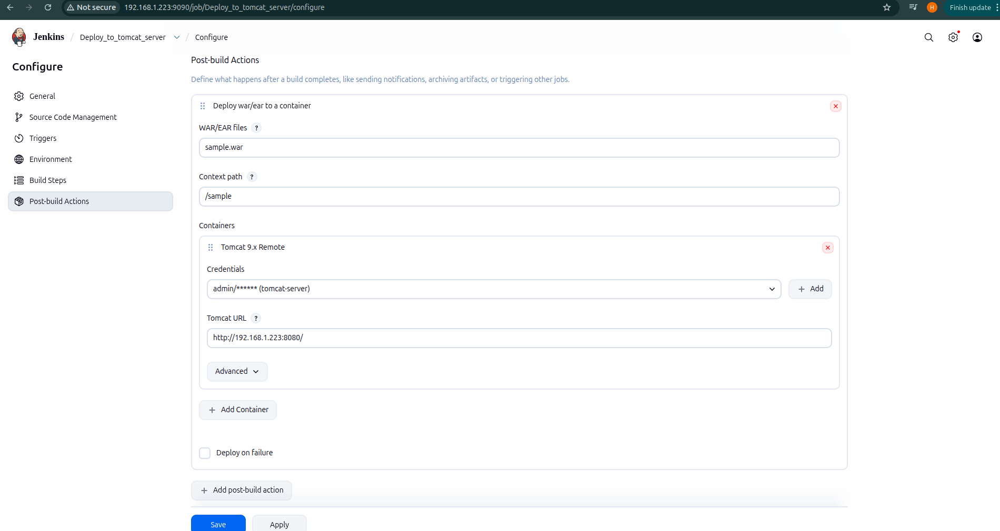 Not secure 192.168.1.223:9090/job/Deploy_to_tomcat_server/configure H Finish update
Jenkins / Deploy_to_tomcat_server / Configure
Configure
General
Source Code Management
Triggers
Environment
Build Steps
Post-build Actions
Post-build Actions
Define what happens after a build completes, like sending notifications, archiving artifacts, or triggering other jobs.
Deploy war/ear to a container
WAR/EAR files ?
sample.war
Context path ?
/sample
Containers
Tomcat 9.x Remote
Credentials
admin/****** (tomcat-server)
+ Add
Tomcat URL ?
http://192.168.1.223:8080/
Advanced
+ Add Container
Deploy on failure
+ Add post-build action
Save Apply